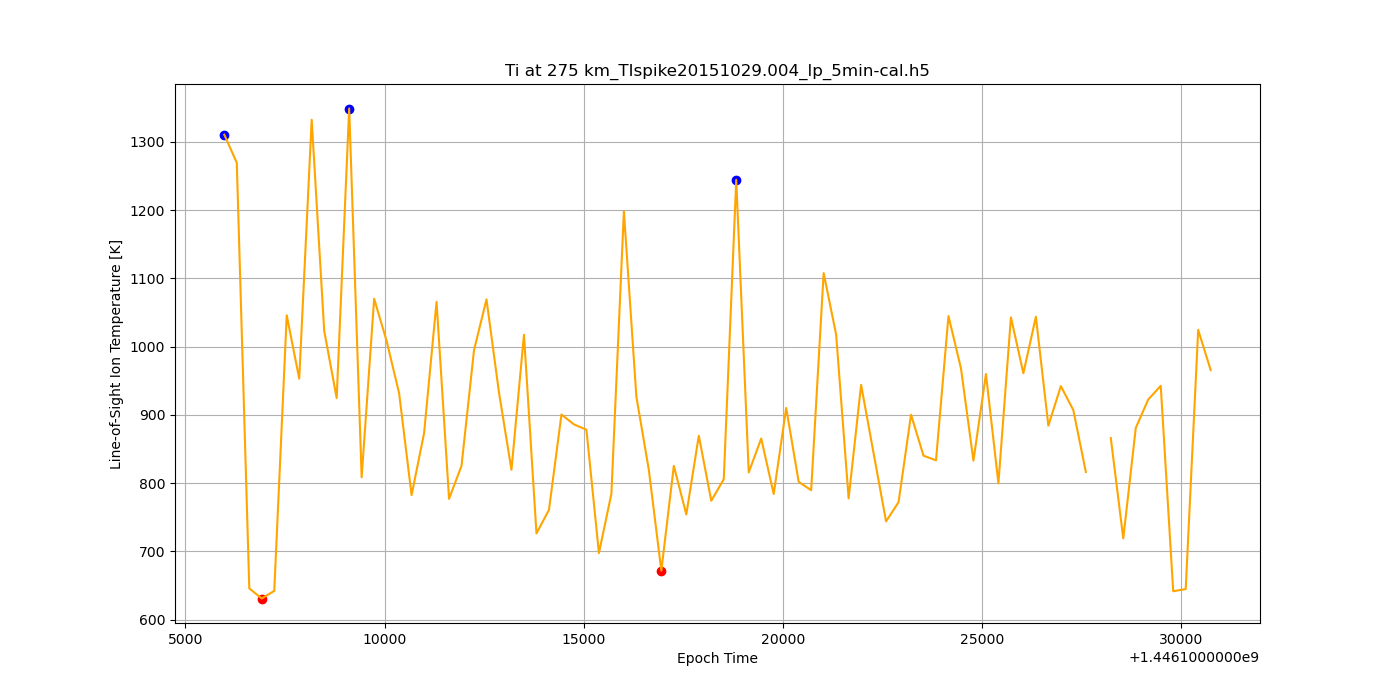 Ti at 275 km_TIspike20151029.004_lp_5min-cal.h5
Line-of-Sight Ion Temperature [K]
1300
1200
1100
1000
900
800
700
600
5000 10000 15000 20000 25000 30000
Epoch Time
+1.4461000000e9